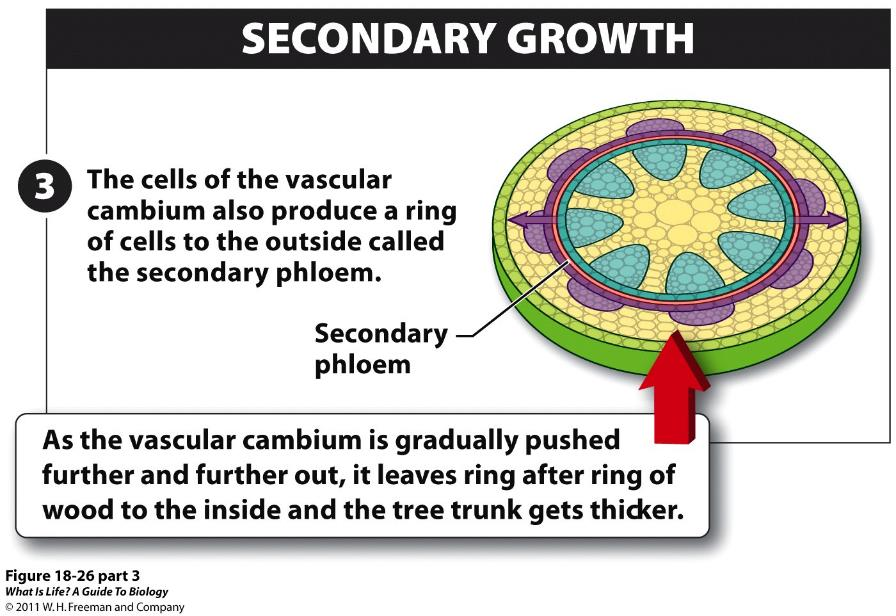 SECONDARY GROWTH
3
The cells of the vascular
cambium also produce a ring
of cells to the outside called
the secondary phloem.
Secondary
phloem
As the vascular cambium is gradually pushed
further and further out, it leaves ring after ring of
wood to the inside and the tree trunk gets thicker.
Figure 18-26 part 3
What Is Life? A Guide To Biology
© 2011 W. H. Freeman and Company